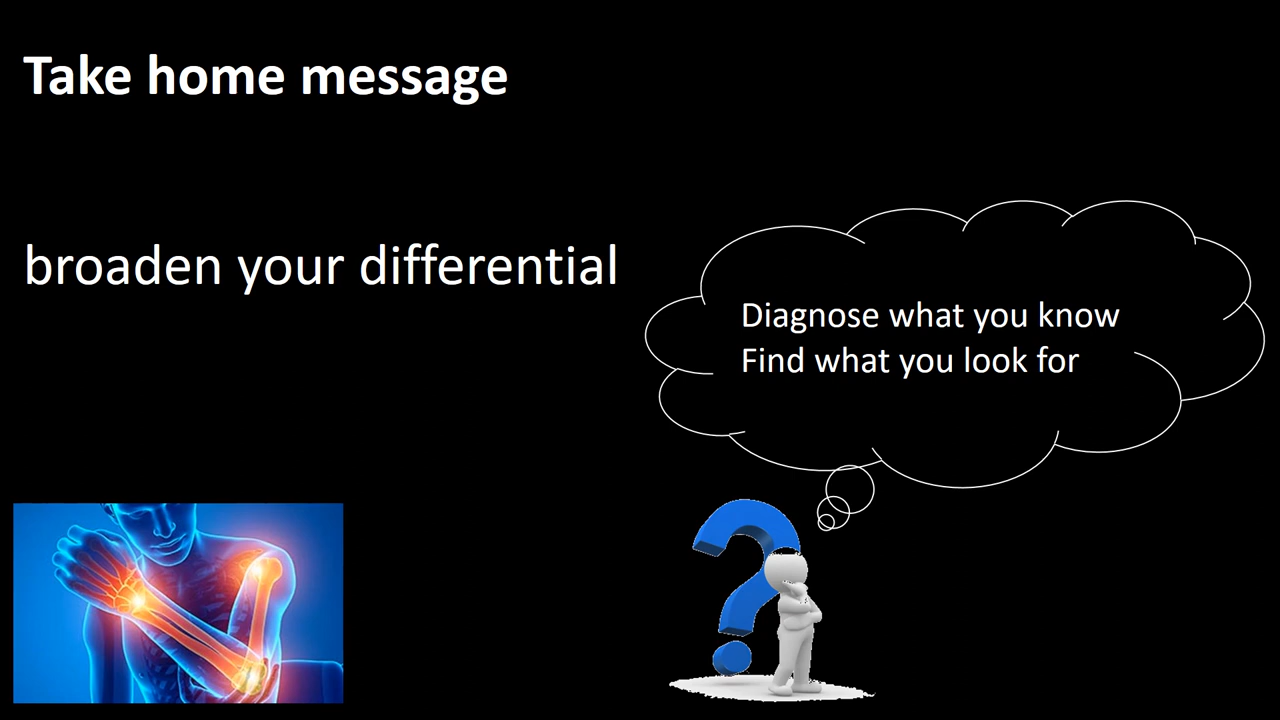 Take home message
broaden your differential
Diagnose what you know
Find what you look for